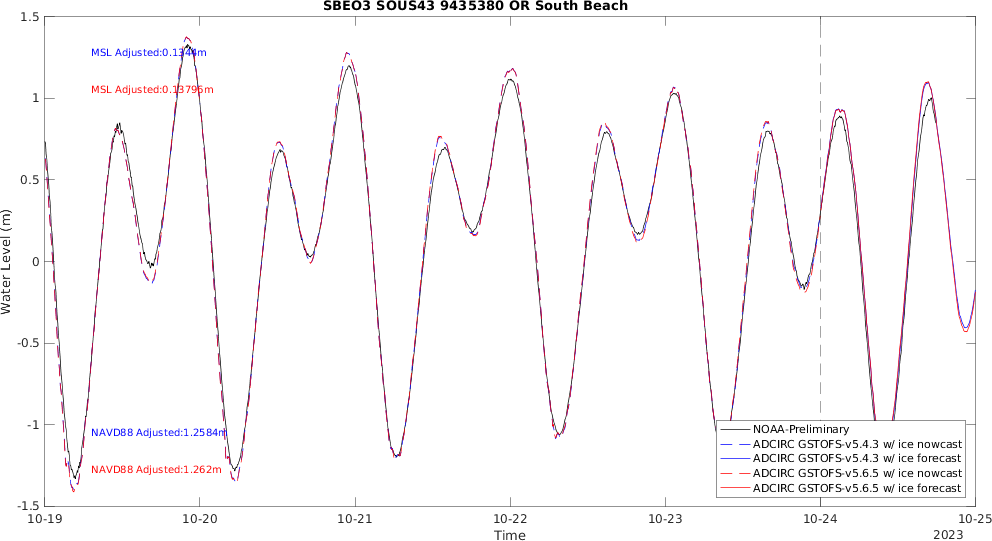 SBEO3 SOUS43 9435380 OR South Beach
1.5
1
0.5
0
-0.5
-1
-1.5
Water Level (m)
MSL Adjusted:0.1344m
MSL Adjusted:0.13795m
NAVD88 Adjusted:1.2584m
NAVD88 Adjusted:1.262m
NOAA-Preliminary
ADCIRC GSTOFS-v5.4.3 w/ ice nowcast
ADCIRC GSTOFS-v5.4.3 w/ ice forecast
ADCIRC GSTOFS-v5.6.5 w/ ice nowcast
ADCIRC GSTOFS-v5.6.5 w/ ice forecast
10-19 10-20 10-21 10-22 10-23 10-24 10-25
Time
2023